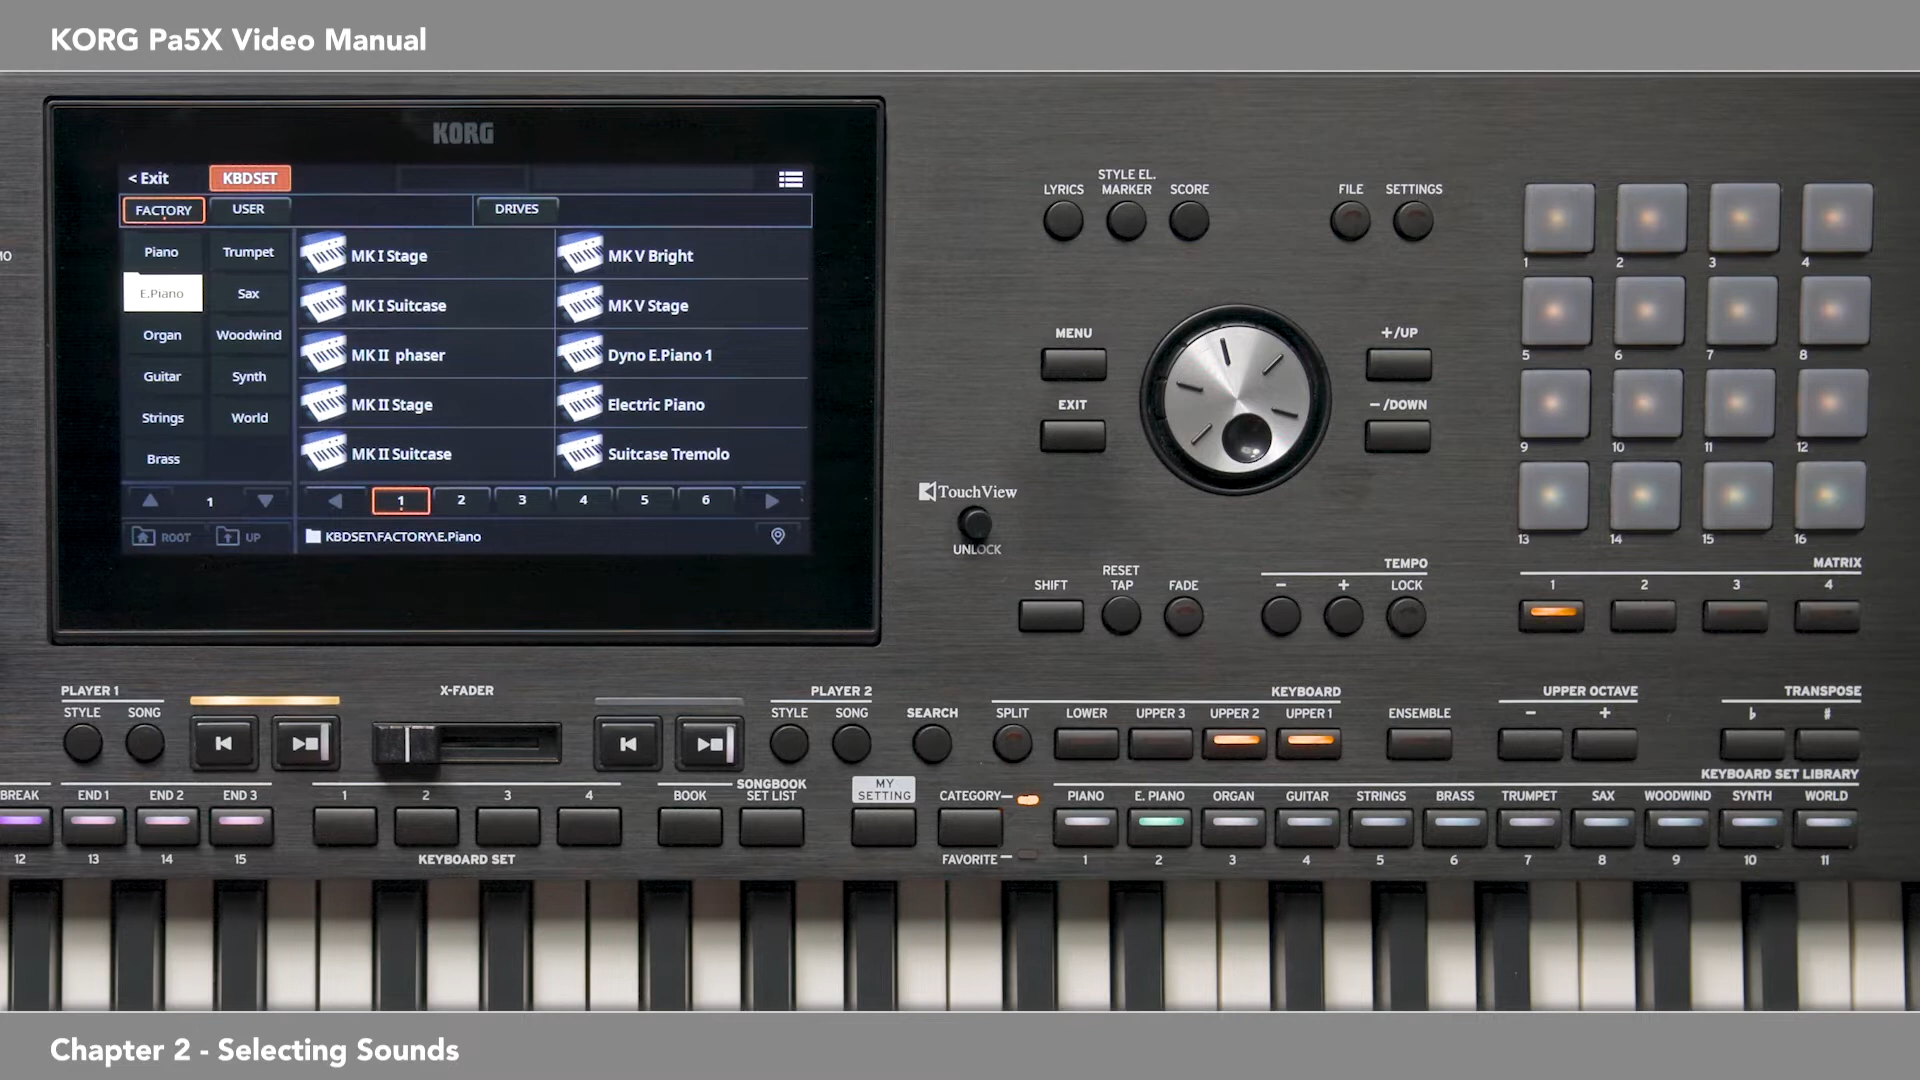 KORG Pa5X Video Manual
KORG
< Exit
KBDSET
FACTORY
USER
DRIVES
Piano
Trumpet
E.Piano
Sax
Organ
Woodwind
Guitar
Synth
Strings
World
Brass
MK I Stage
MK V Bright
MK I Suitcase
MK V Stage
MK II phaser
Dyno E.Piano 1
MK II Stage
Electric Piano
MK II Suitcase
Suitcase Tremolo
1
1 2 3 4 5 6
ROOT
UP
KBDSET\FACTORY\E.Piano
LYRICS
STYLE EL.
MARKER
SCORE
FILE
SETTINGS
MENU
EXIT
+/UP
−/DOWN
TouchView
UNLOCK
SHIFT
RESET
TAP
FADE
TEMPO
− + LOCK
1 2 3 4
5 6 7 8
9 10 11 12
13 14 15 16
MATRIX
1 2 3 4
PLAYER 1
STYLE
SONG
X-FADER
PLAYER 2
STYLE
SONG
SEARCH
KEYBOARD
SPLIT
LOWER
UPPER 3
UPPER 2
UPPER 1
ENSEMBLE
UPPER OCTAVE
− +
TRANSPOSE
♭ ♯
BREAK
END 1
END 2
END 3
12 13 14 15
1 2 3 4
KEYBOARD SET
SONGBOOK
BOOK
SET LIST
MY
SETTING
CATEGORY
FAVORITE
KEYBOARD SET LIBRARY
PIANO
E. PIANO
ORGAN
GUITAR
STRINGS
BRASS
TRUMPET
SAX
WOODWIND
SYNTH
WORLD
1 2 3 4 5 6 7 8 9 10 11
Chapter 2 - Selecting Sounds